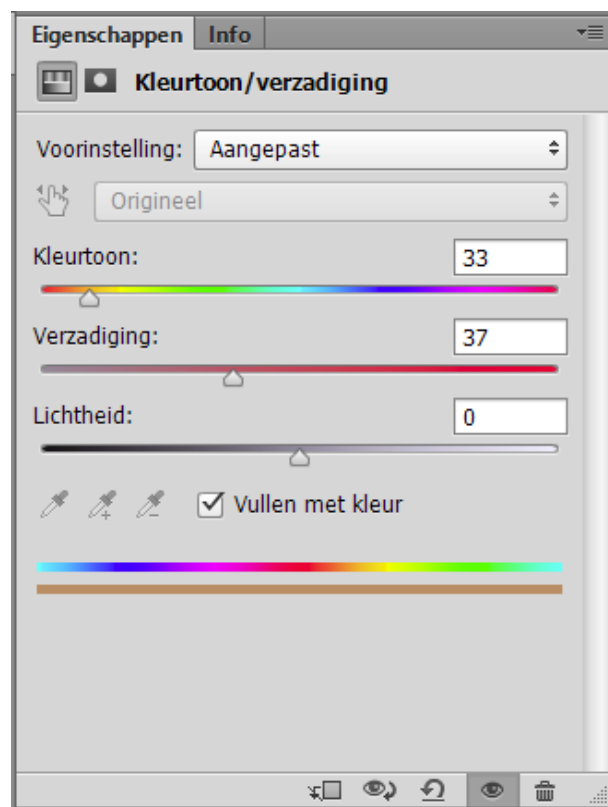 Eigenschappen Info
Kleurtoon/verzadiging
Voorinstelling: Aangepast
Origineel
Kleurtoon: 33
Verzadiging: 37
Lichtheid: 0
Vullen met kleur